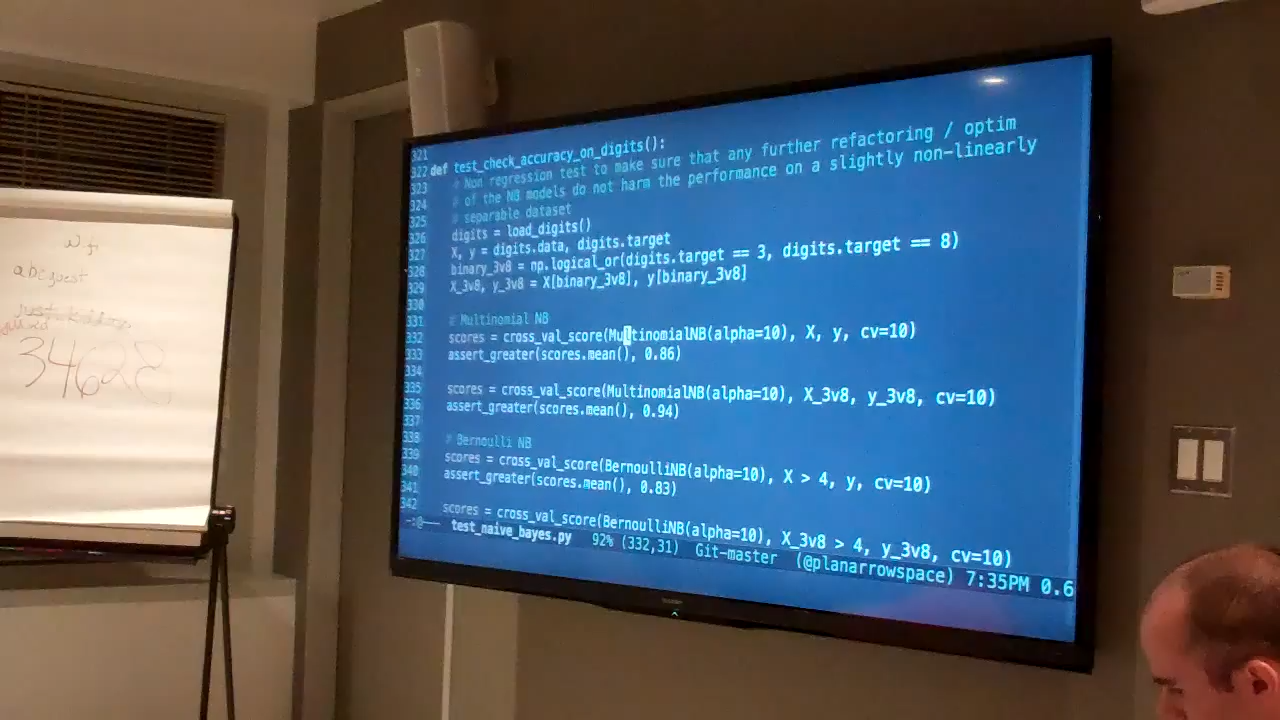 Wifi
abcguest
34628
321
322 def test_check_accuracy_on_digits():
323     # Non regression test to make sure that any further refactoring / optim
324     # of the NB models do not harm the performance on a slightly non-linearly
325     # separable dataset
326     digits = load_digits()
327     X, y = digits.data, digits.target
328     binary_3v8 = np.logical_or(digits.target == 3, digits.target == 8)
329     X_3v8, y_3v8 = X[binary_3v8], y[binary_3v8]
330
331     # Multinomial NB
332     scores = cross_val_score(MultinomialNB(alpha=10), X, y, cv=10)
333     assert_greater(scores.mean(), 0.86)
334
335     scores = cross_val_score(MultinomialNB(alpha=10), X_3v8, y_3v8, cv=10)
336     assert_greater(scores.mean(), 0.94)
337
338     # Bernoulli NB
339     scores = cross_val_score(BernoulliNB(alpha=10), X > 4, y, cv=10)
340     assert_greater(scores.mean(), 0.83)
341
342     scores = cross_val_score(BernoulliNB(alpha=10), X_3v8 > 4, y_3v8, cv=10)
-:@---  test_naive_bayes.py   92% (332,31)  Git-master  (@planarrowspace) 7:35PM 0.6